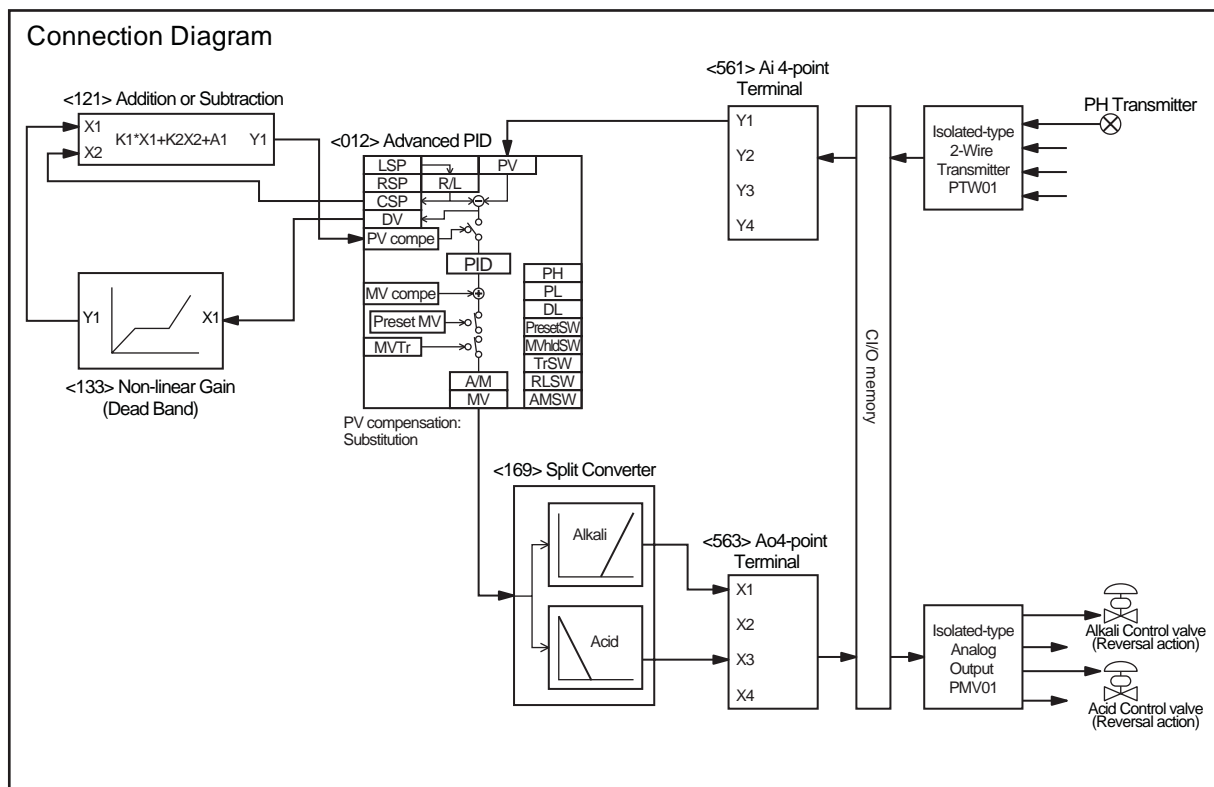 Connection Diagram
<121> Addition or Subtraction
X1
X2
K1*X1+K2X2+A1
Y1
<133> Non-linear Gain
(Dead Band)
Y1
X1
<012> Advanced PID
LSP
RSP
CSP
DV
PV compe
R/L
PV
PID
MV compe
Preset MV
MVTr
A/M
MV
PH
PL
DL
PresetSW
MVhldSW
TrSW
RLSW
AMSW
PV compensation:
Substitution
<561> Ai 4-point
Terminal
Y1
Y2
Y3
Y4
CI/O memory
Isolated-type
2-Wire
Transmitter
PTW01
PH Transmitter
<169> Split Converter
Alkali
Acid
<563> Ao4-point
Terminal
X1
X2
X3
X4
Isolated-type
Analog
Output
PMV01
Alkali Control valve
(Reversal action)
Acid Control valve
(Reversal action)